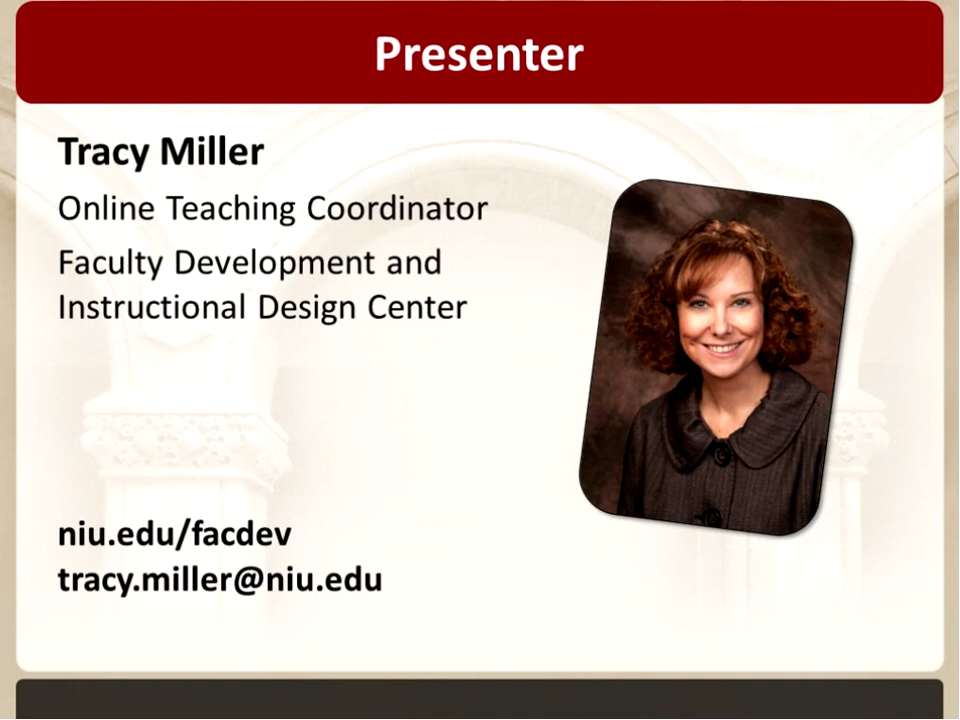 Presenter
Tracy Miller
Online Teaching Coordinator
Faculty Development and
Instructional Design Center
niu.edu/facdev
tracy.miller@niu.edu